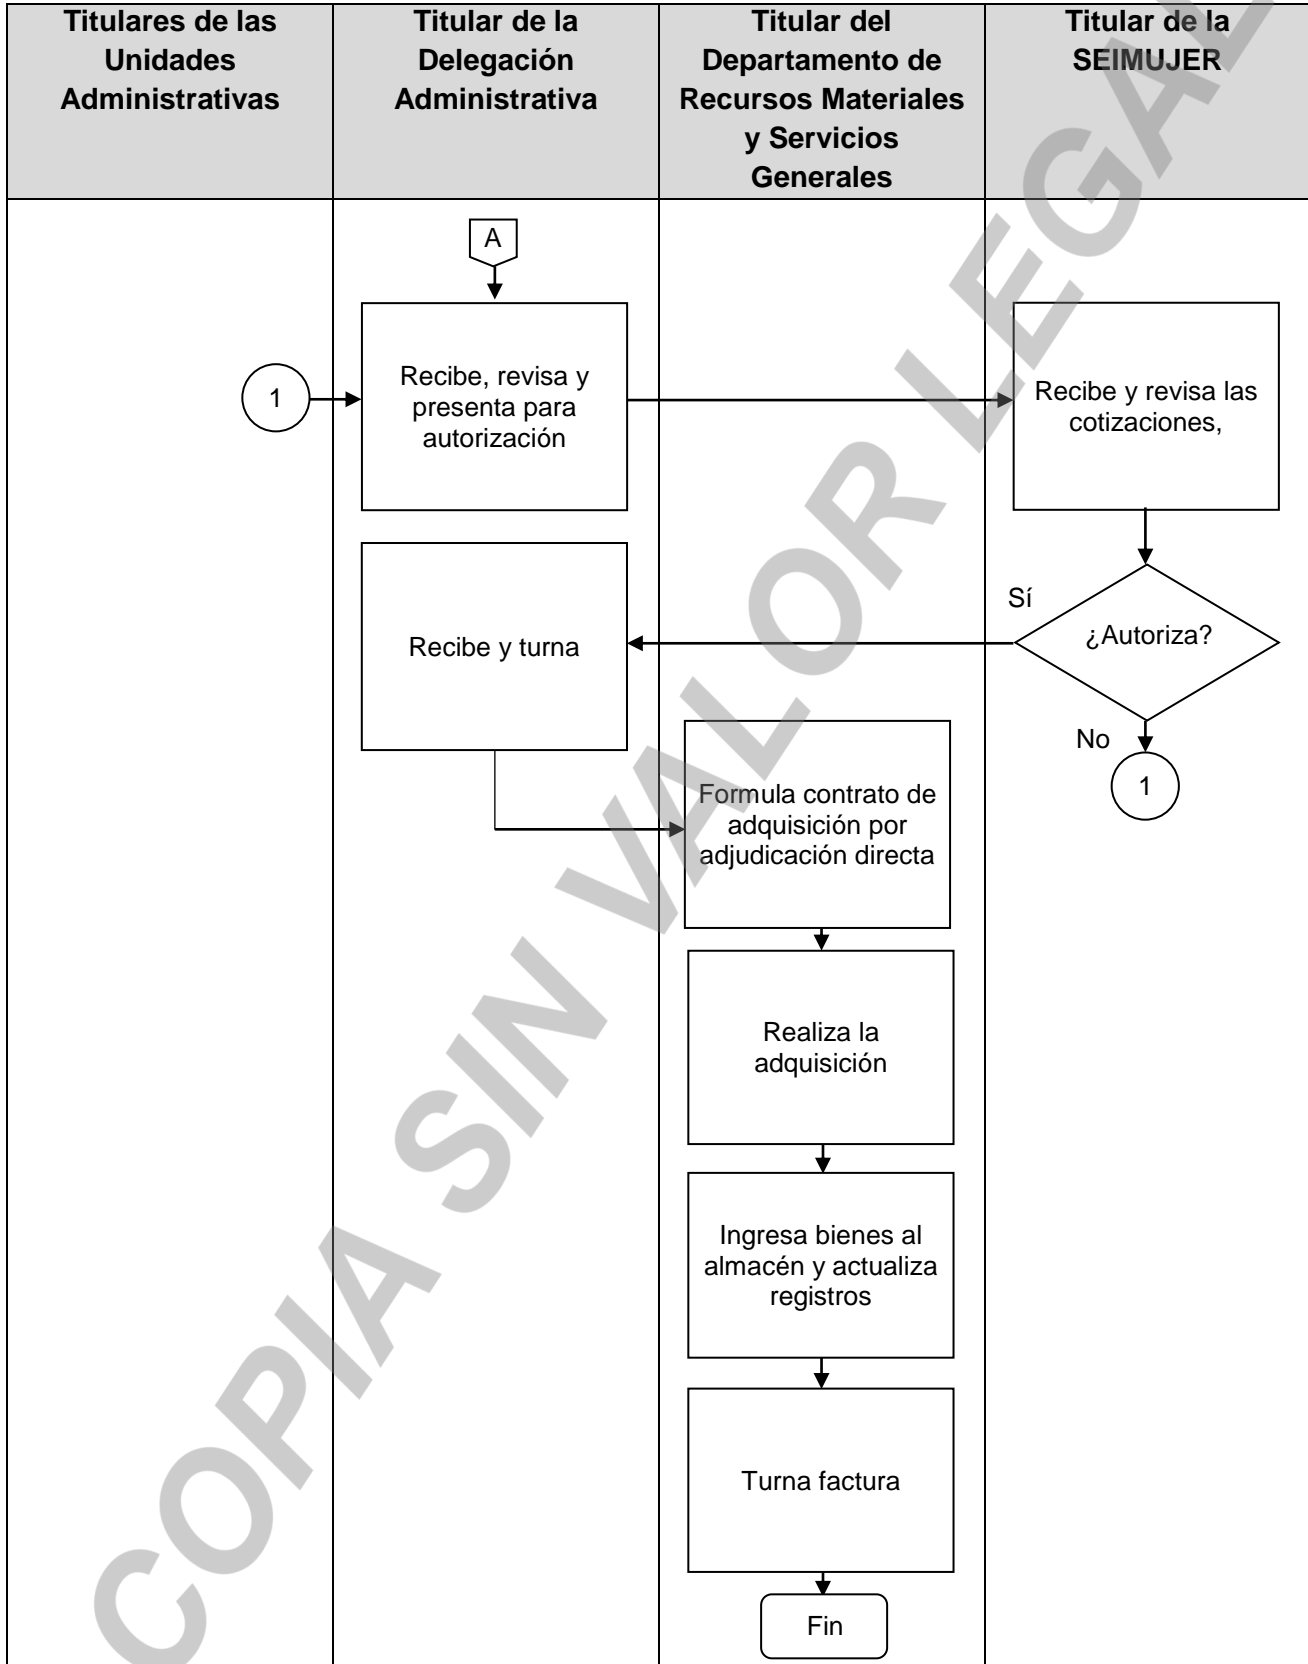 Titulares de las
Unidades
Administrativas
Titular de la
Delegación
Administrativa
Titular del
Departamento de
Recursos Materiales
y Servicios
Generales
Titular de la
SEIMUJER
A
1
Recibe, revisa y
presenta para
autorización
Recibe y revisa las
cotizaciones,
Sí
¿Autoriza?
Recibe y turna
No
1
Formula contrato de
adquisición por
adjudicación directa
Realiza la
adquisición
Ingresa bienes al
almacén y actualiza
registros
Turna factura
Fin
COPIA SIN VALOR LEGAL